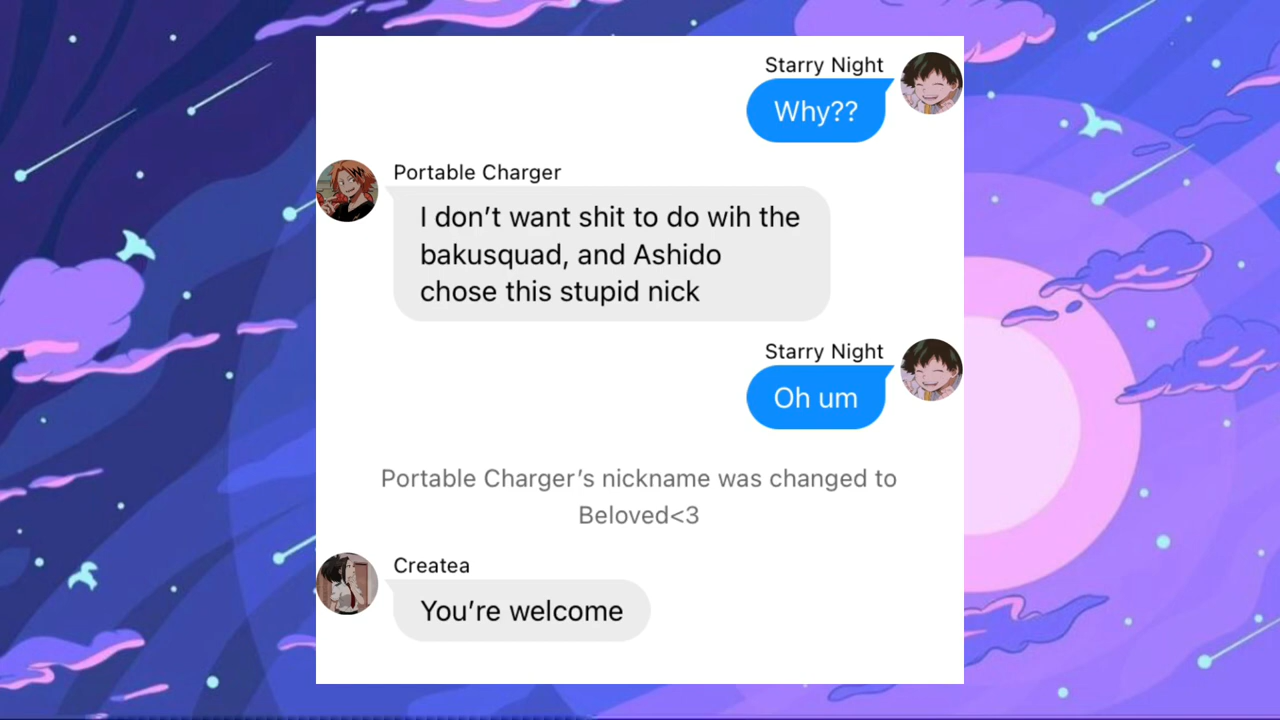 Starry Night
Why??
Portable Charger
I don’t want shit to do wih the
bakusquad, and Ashido
chose this stupid nick
Starry Night
Oh um
Portable Charger’s nickname was changed to
Beloved<3
Createa
You’re welcome